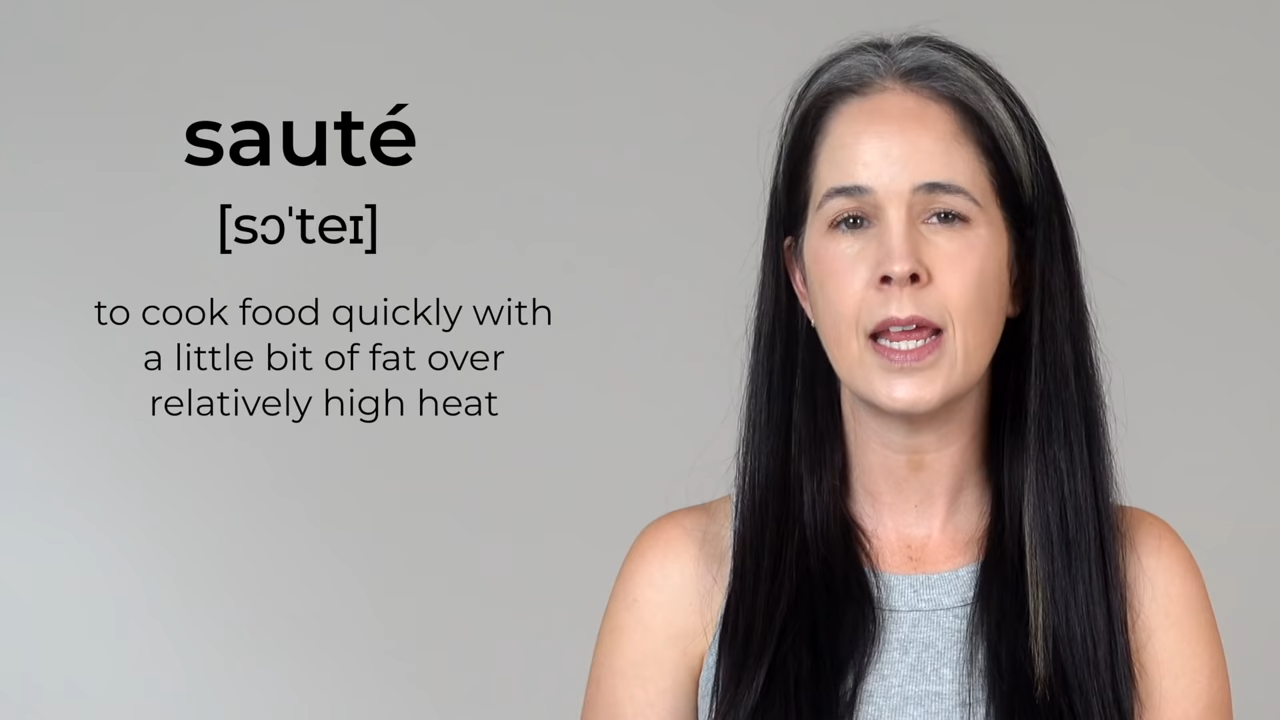 sauté
[sɔˈteɪ]
to cook food quickly with
a little bit of fat over
relatively high heat